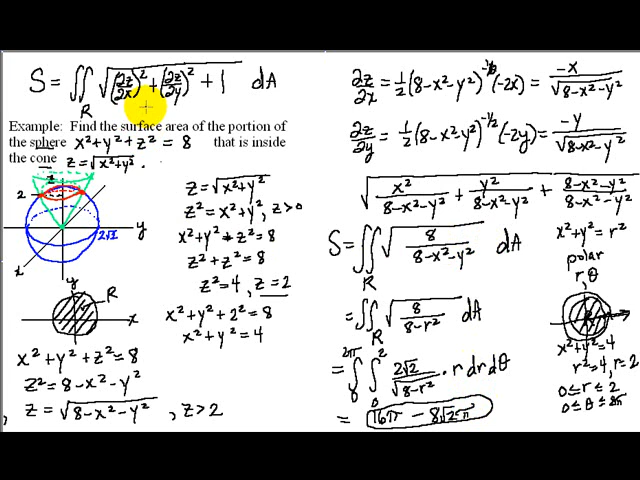 S = ∬_R √((∂z/∂x)² + (∂z/∂y)² + 1) dA
Example: Find the surface area of the portion of
the sphere x² + y² + z² = 8 that is inside
the cone z = √(x²+y²).
z
2
y
2√2
x
z = √(x²+y²)
z² = x²+y², z>0
x²+y²+z²=8
z²+z²=8
z²=4, z=2
x²+y²+2²=8
x²+y²=4
y
R
x
x²+y²+z²=8
z²=8-x²-y²
z=√(8-x²-y²), z>2
∂z/∂x = 1/2(8-x²-y²)^(-1/2)(-2x) = -x/√(8-x²-y²)
∂z/∂y = 1/2(8-x²-y²)^(-1/2)(-2y) = -y/√(8-x²-y²)
√(x²/(8-x²-y²) + y²/(8-x²-y²) + (8-x²-y²)/(8-x²-y²))
S = ∬_R √(8/(8-x²-y²)) dA
= ∬_R √(8/(8-r²)) dA
= ∫_0^2π ∫_0^2 2√2/√(8-r²) · r dr dθ
= 16π - 8√2π
x²+y²=r²
polar
r, θ
R
x²+y²=4
r²=4, r=2
0≤r≤2
0≤θ≤2π